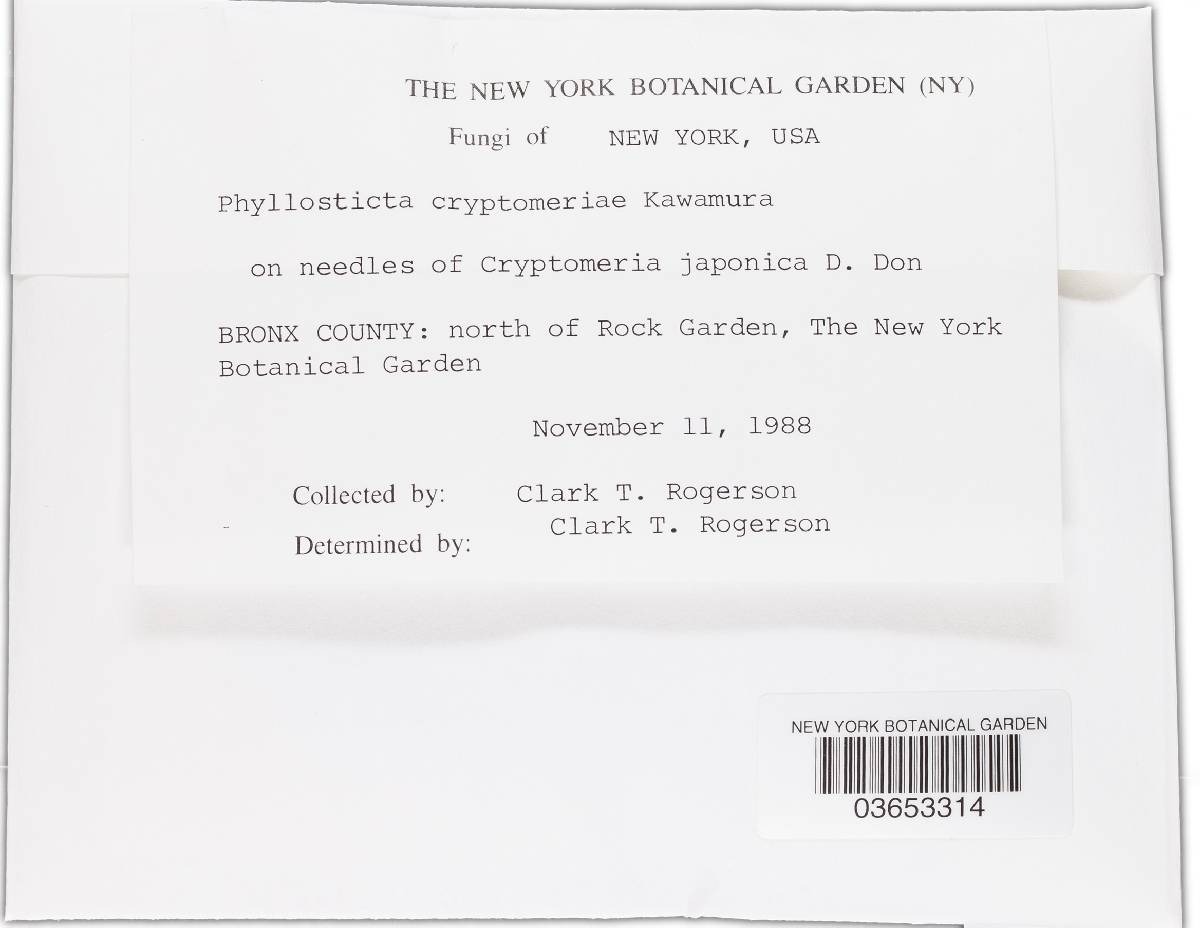 THE NEW YORK BOTANICAL GARDEN (NY)
Fungi of NEW YORK, USA
Phyllosticta cryptomeriae Kawamura
on needles of Cryptomeria japonica D. Don
BRONX COUNTY: north of Rock Garden, The New York
Botanical Garden
November 11, 1988
Collected by: Clark T. Rogerson
Clark T. Rogerson
Determined by:
NEW YORK BOTANICAL GARDEN
03653314